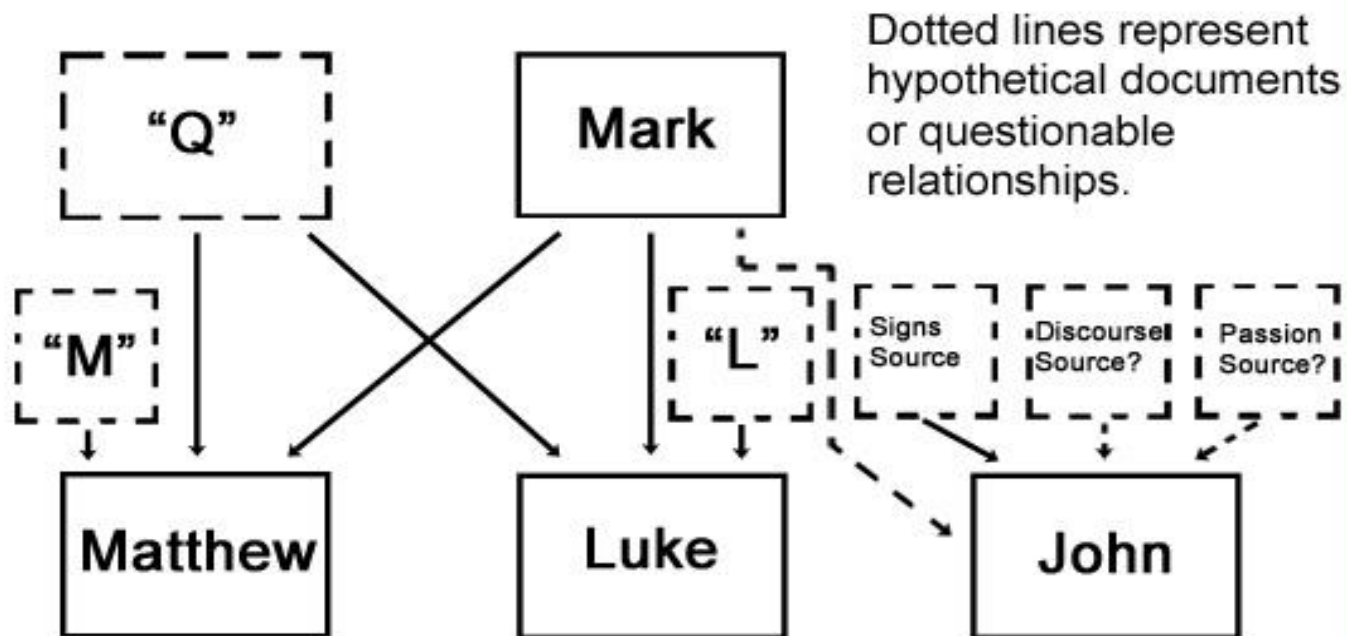 Dotted lines represent
hypothetical documents
or questionable
relationships.
“Q”
Mark
“M”
“L”
Signs
Source
Discourse
Source?
Passion
Source?
Matthew
Luke
John